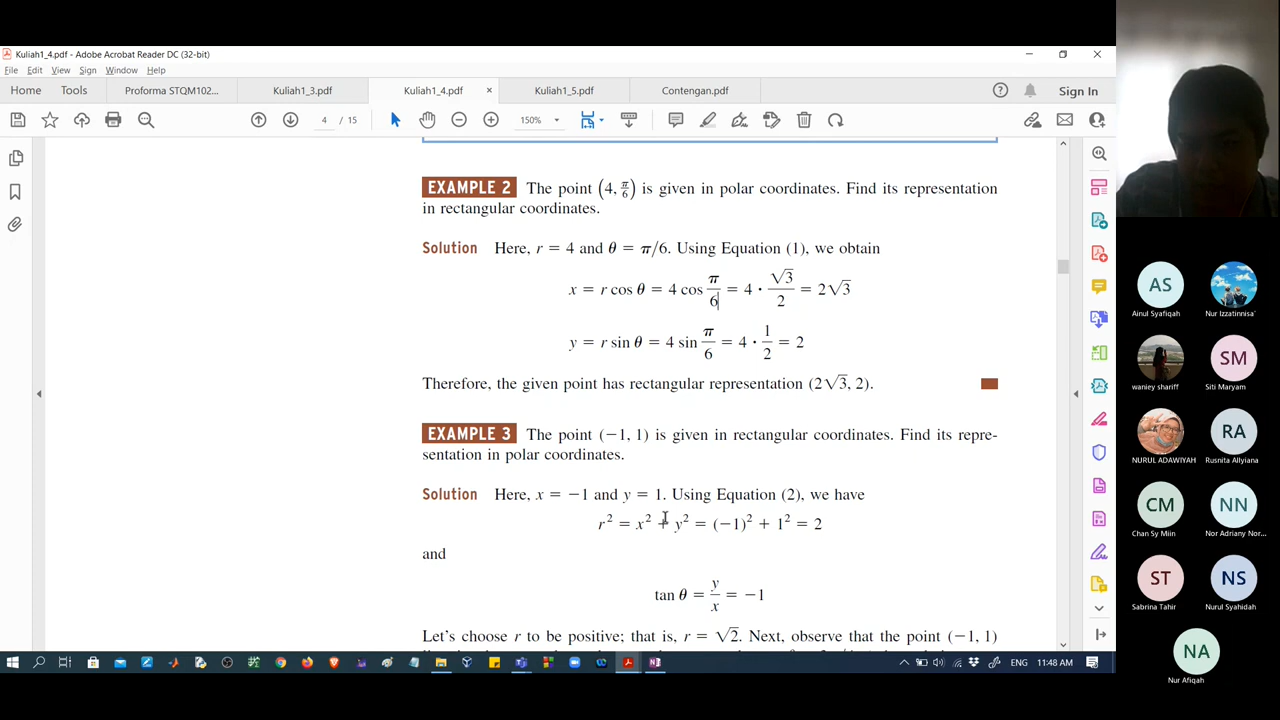 Kuliah1_4.pdf - Adobe Acrobat Reader DC (32-bit)
File Edit View Sign Window Help
Home Tools Proforma STQM102... Kuliah1_3.pdf Kuliah1_4.pdf × Kuliah1_5.pdf Contengan.pdf Sign In
4 / 15 150%
EXAMPLE 2 The point (4, π/6) is given in polar coordinates. Find its representation
in rectangular coordinates.
Solution Here, r = 4 and θ = π/6. Using Equation (1), we obtain
x = r cos θ = 4 cos π/6 = 4 · √3/2 = 2√3
y = r sin θ = 4 sin π/6 = 4 · 1/2 = 2
Therefore, the given point has rectangular representation (2√3, 2).
EXAMPLE 3 The point (−1, 1) is given in rectangular coordinates. Find its repre-
sentation in polar coordinates.
Solution Here, x = −1 and y = 1. Using Equation (2), we have
r² = x² + y² = (−1)² + 1² = 2
and
tan θ = y/x = −1
Let's choose r to be positive; that is, r = √2. Next, observe that the point (−1, 1)
ENG 11:48 AM
AS
Ainul Syafiqah
Nur Izzatinnisa'
waniey shariff
SM
Siti Maryam
NURUL ADAWIYAH
RA
Rusnita Allyiana
CM
Chan Sy Miin
NN
Nor Adriany Nor...
ST
Sabrina Tahir
NS
Nurul Syahidah
NA
Nur Afiqah